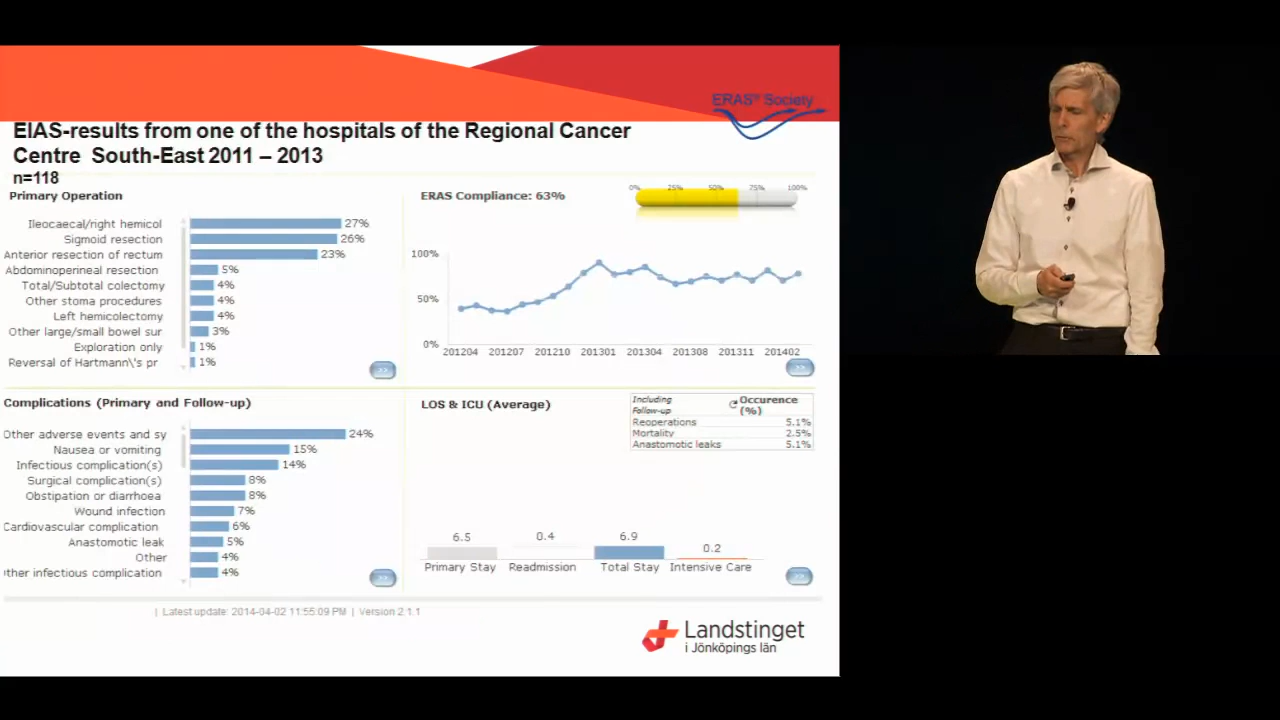 ERAS® Society
EIAS-results from one of the hospitals of the Regional Cancer
Centre South-East 2011 – 2013
n=118
Primary Operation
Ileocaecal/right hemicol 27%
Sigmoid resection 26%
Anterior resection of rectum 23%
Abdominoperineal resection 5%
Total/Subtotal colectomy 4%
Other stoma procedures 4%
Left hemicolectomy 4%
Other large/small bowel sur 3%
Exploration only 1%
Reversal of Hartmann\'s pr 1%
>>
ERAS Compliance: 63%
0% 25% 50% 75% 100%
100%
50%
0%
201204 201207 201210 201301 201304 201308 201311 201402
>>
Complications (Primary and Follow-up)
Other adverse events and sy 24%
Nausea or vomiting 15%
Infectious complication(s) 14%
Surgical complication(s) 8%
Obstipation or diarrhoea 8%
Wound infection 7%
Cardiovascular complication 6%
Anastomotic leak 5%
Other 4%
ther infectious complication 4%
>>
LOS & ICU (Average)
Including
Follow-up
Occurence
(%)
Reoperations 5.1%
Mortality 2.5%
Anastomotic leaks 5.1%
6.5 0.4 6.9 0.2
Primary Stay Readmission Total Stay Intensive Care
>>
| Latest update: 2014-04-02 11:55:09 PM | Version 2.1.1
Landstinget
i Jönköpings län